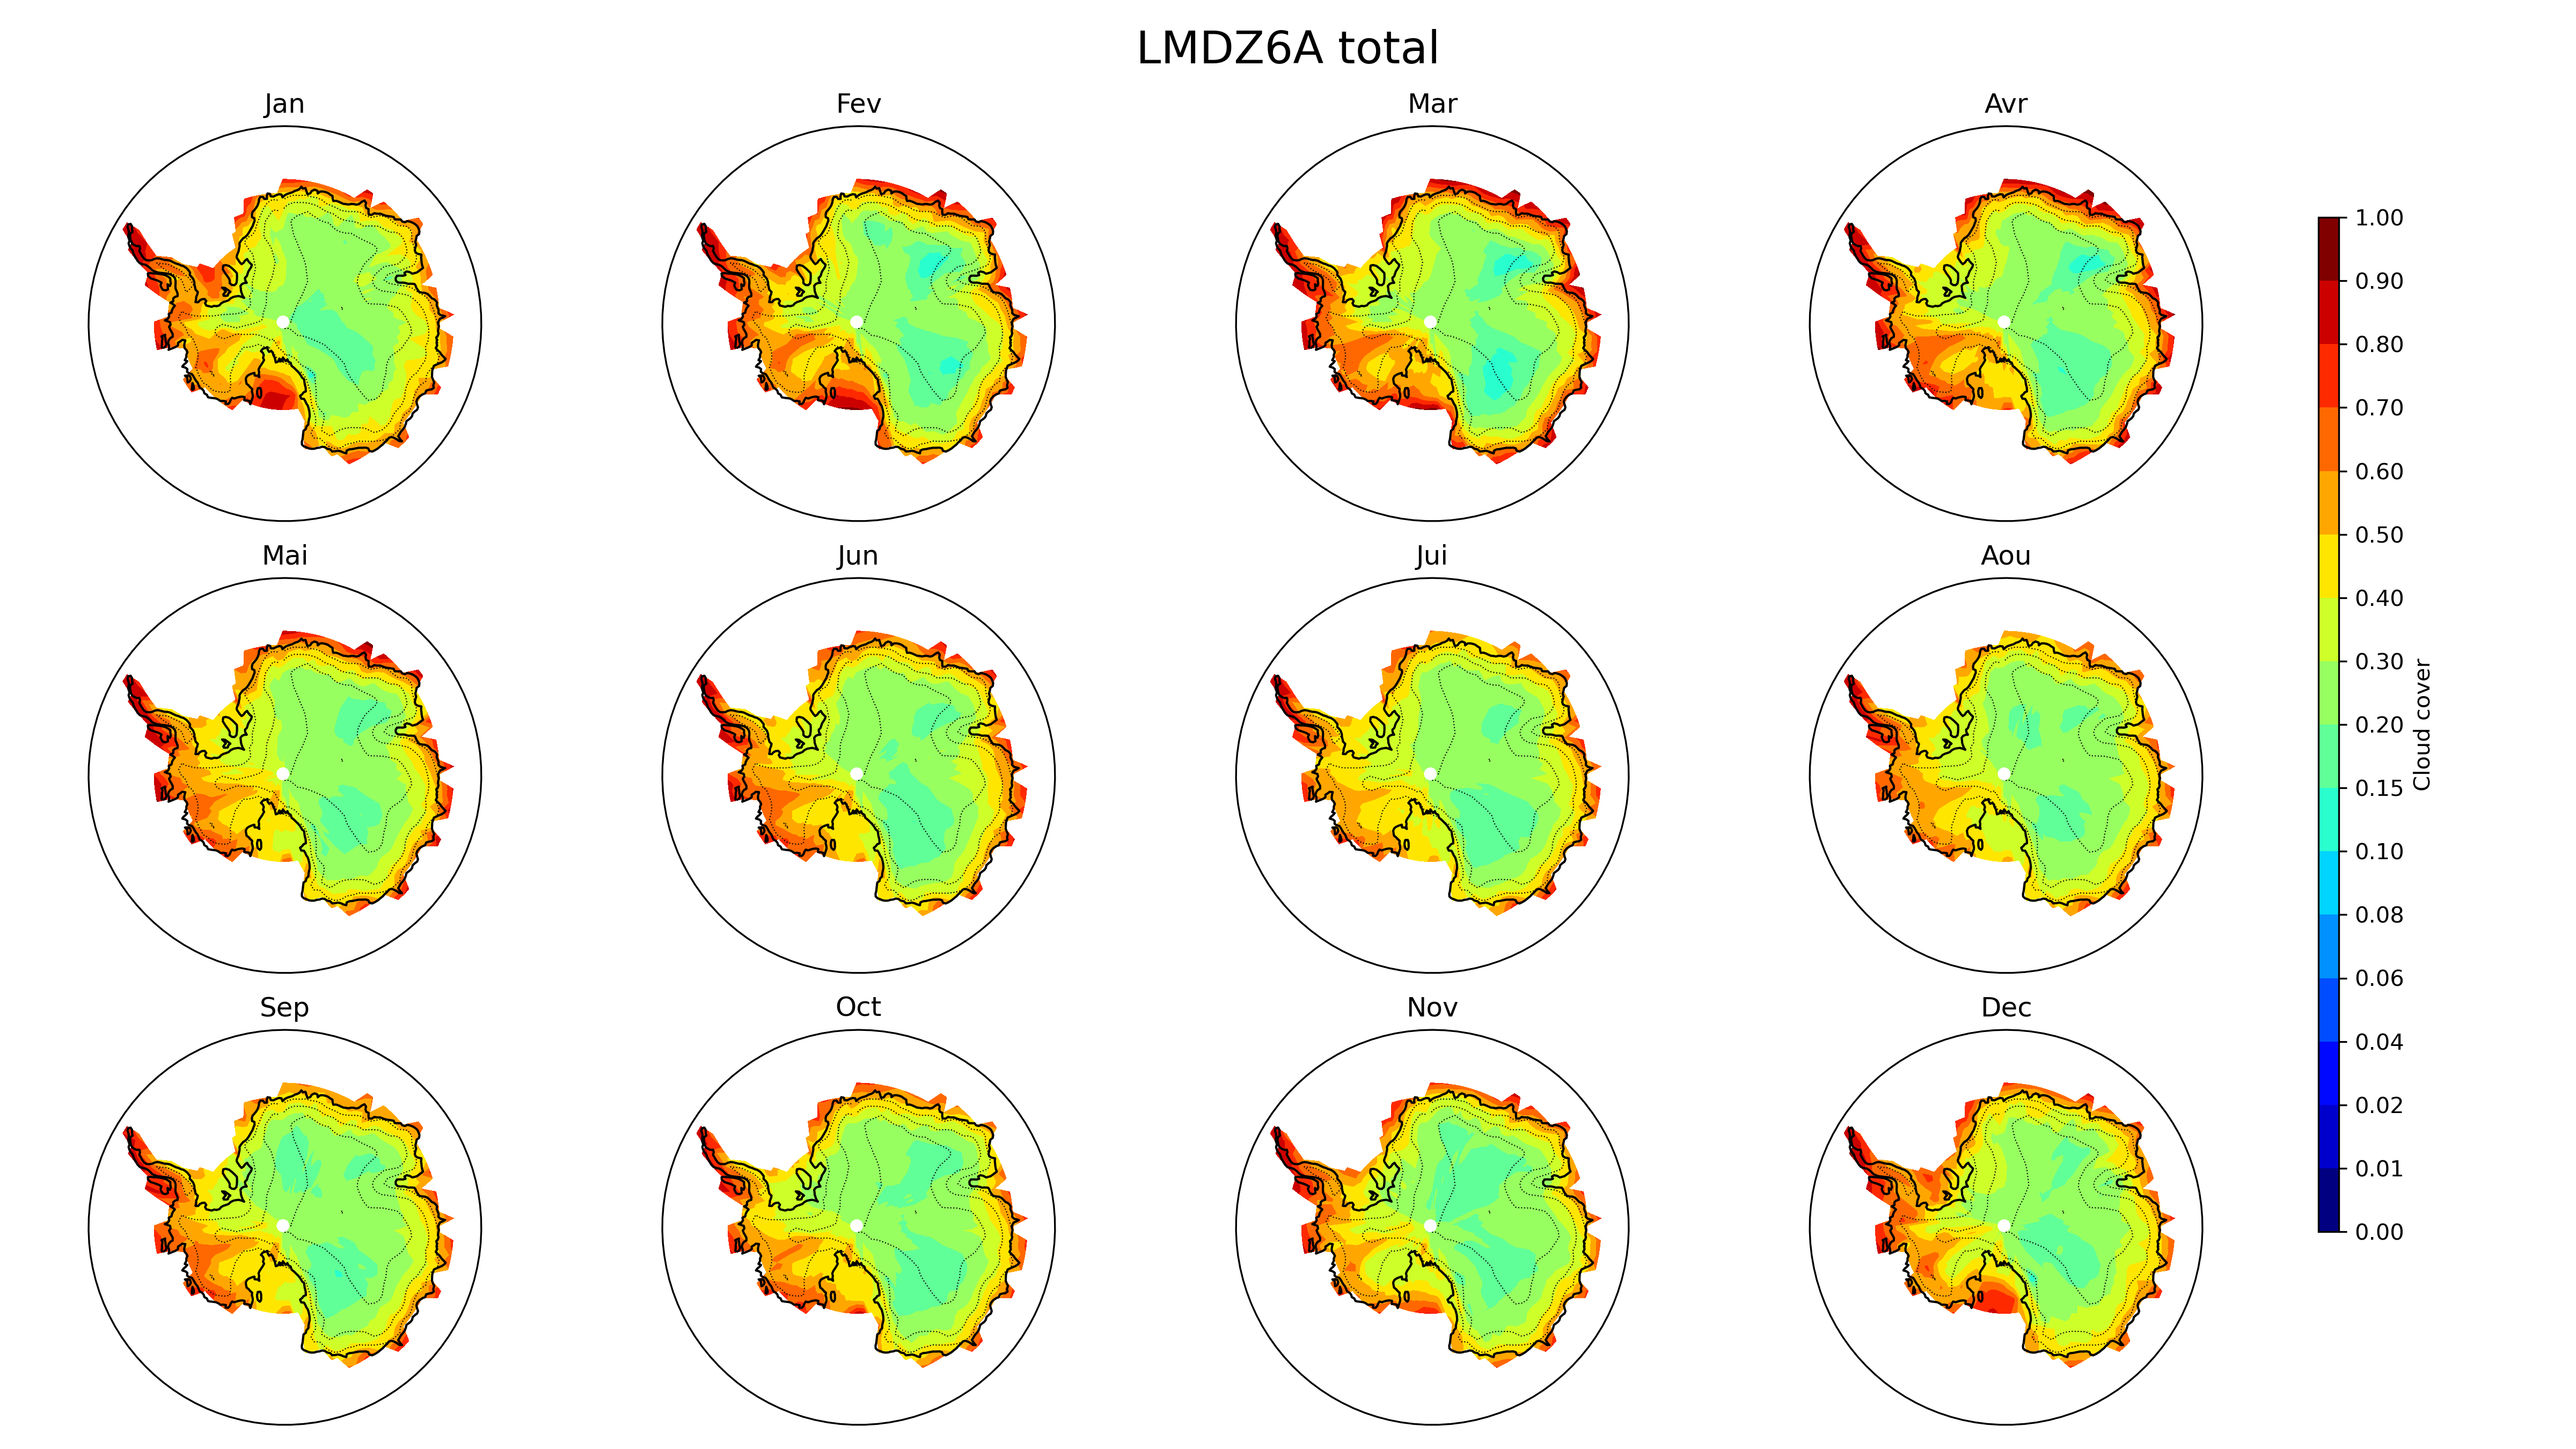 LMDZ6A total
Jan
Fev
Mar
Avr
Mai
Jun
Jui
Aou
Sep
Oct
Nov
Dec
1.00
0.90
0.80
0.70
0.60
0.50
0.40
0.30
0.20
0.15
0.10
0.08
0.06
0.04
0.02
0.01
0.00
Cloud cover